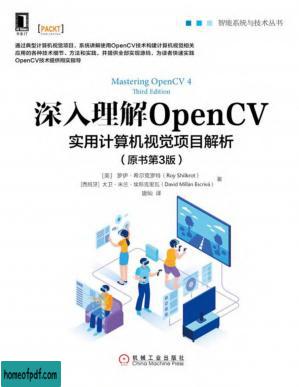 智能系统与技术丛书
PACKT
通过典型计算机视觉项目，系统讲解使用OpenCV技术构建计算机视觉相关
应用的各种技术细节、方法和实践，并提供全部实现源码，为读者快速实践
OpenCV技术提供翔实指导
Mastering OpenCV 4
Third Edition
深入理解OpenCV
实用计算机视觉项目解析
（原书第3版）
[美] 罗伊·希尔克罗特（Roy Shilkrot）
[西班牙] 大卫·米兰·埃斯克里瓦（David Millán Escrivá）
著
译
机械工业出版社
China Machine Press
homeofpdf.com
homeofpdf.com